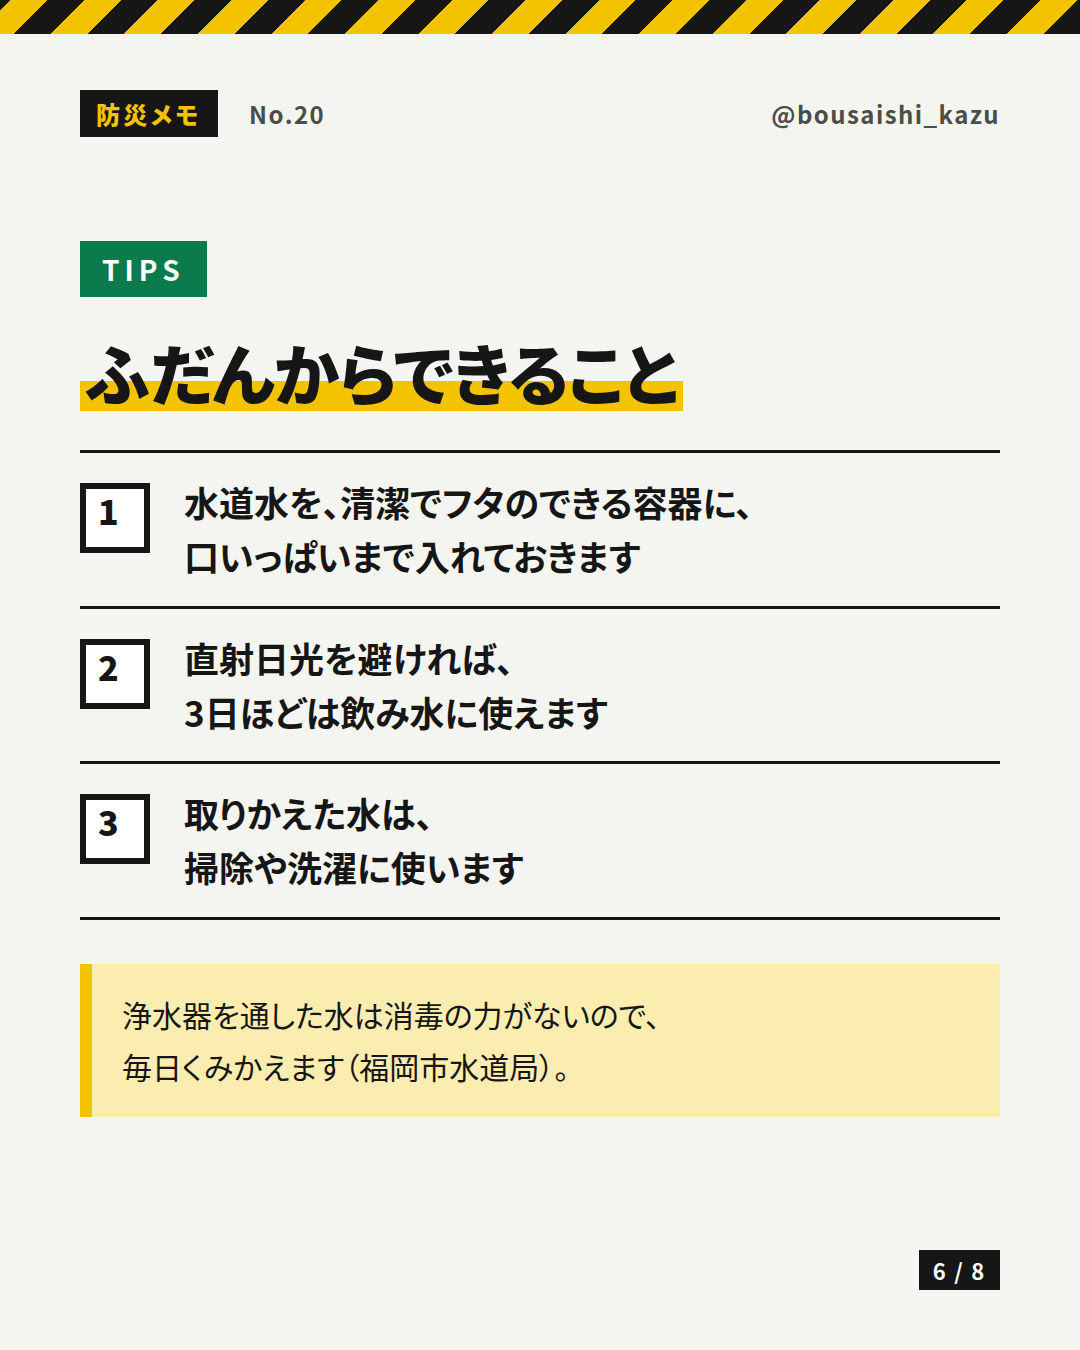 防災メモ No.20 @bousaishi_kazu
TIPS
ふだんからできること
1 水道水を、清潔でフタのできる容器に、
口いっぱいまで入れておきます
2 直射日光を避ければ、
3日ほどは飲み水に使えます
3 取りかえた水は、
掃除や洗濯に使います
浄水器を通した水は消毒の力がないので、
毎日くみかえます（福岡市水道局）。
6 / 8